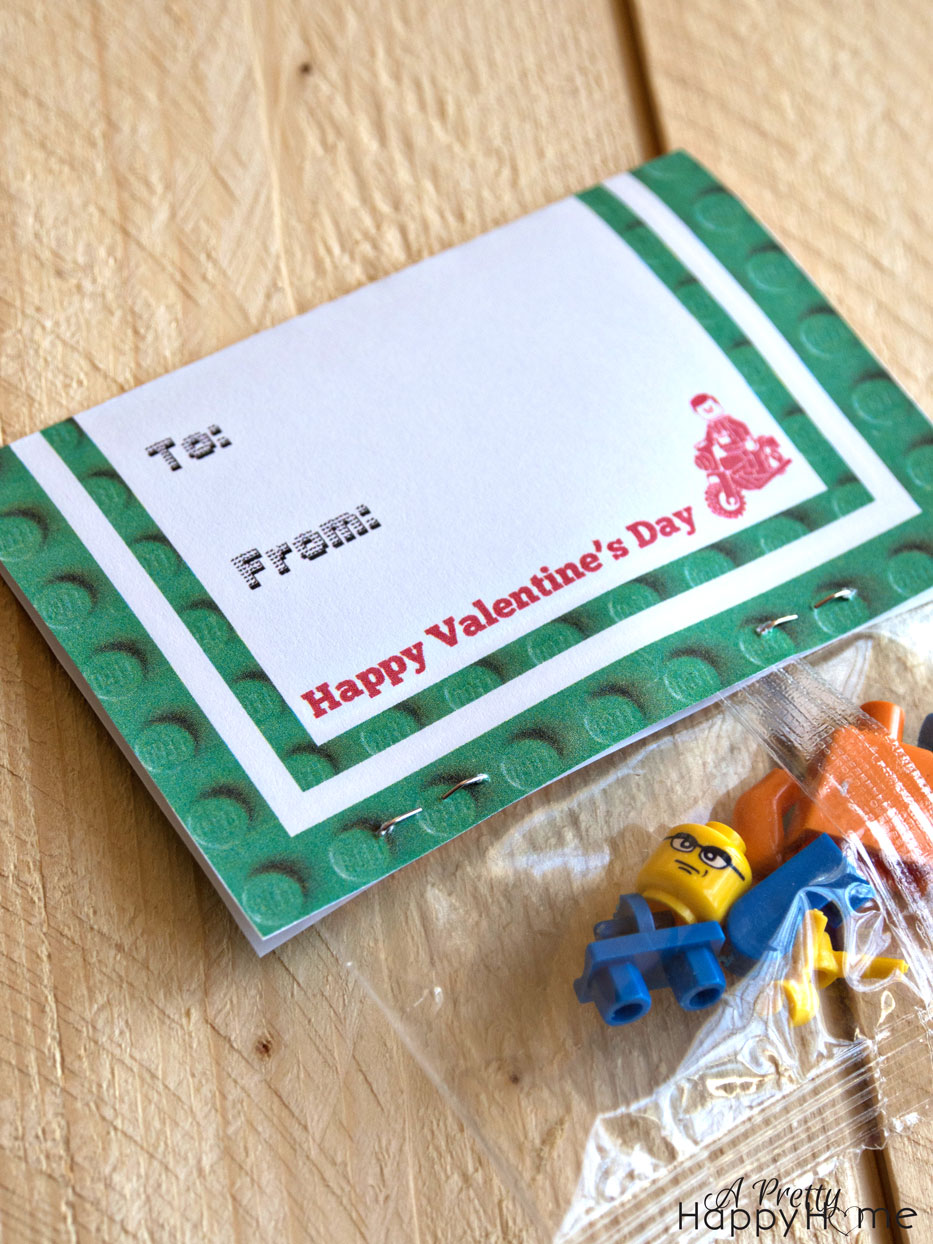 To:
From:
Happy Valentine's Day
A Pretty
Happy Home